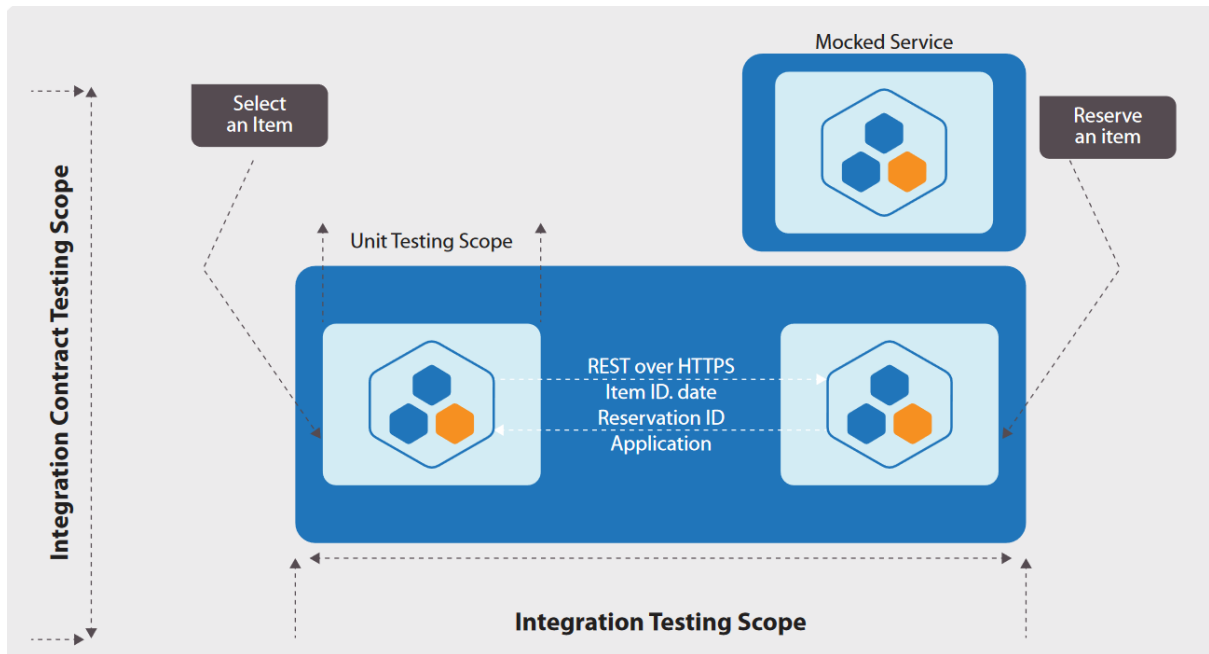 Mocked Service
Select
an Item
Reserve
an item
Integration Contract Testing Scope
Unit Testing Scope
REST over HTTPS
Item ID. date
Reservation ID
Application
Integration Testing Scope